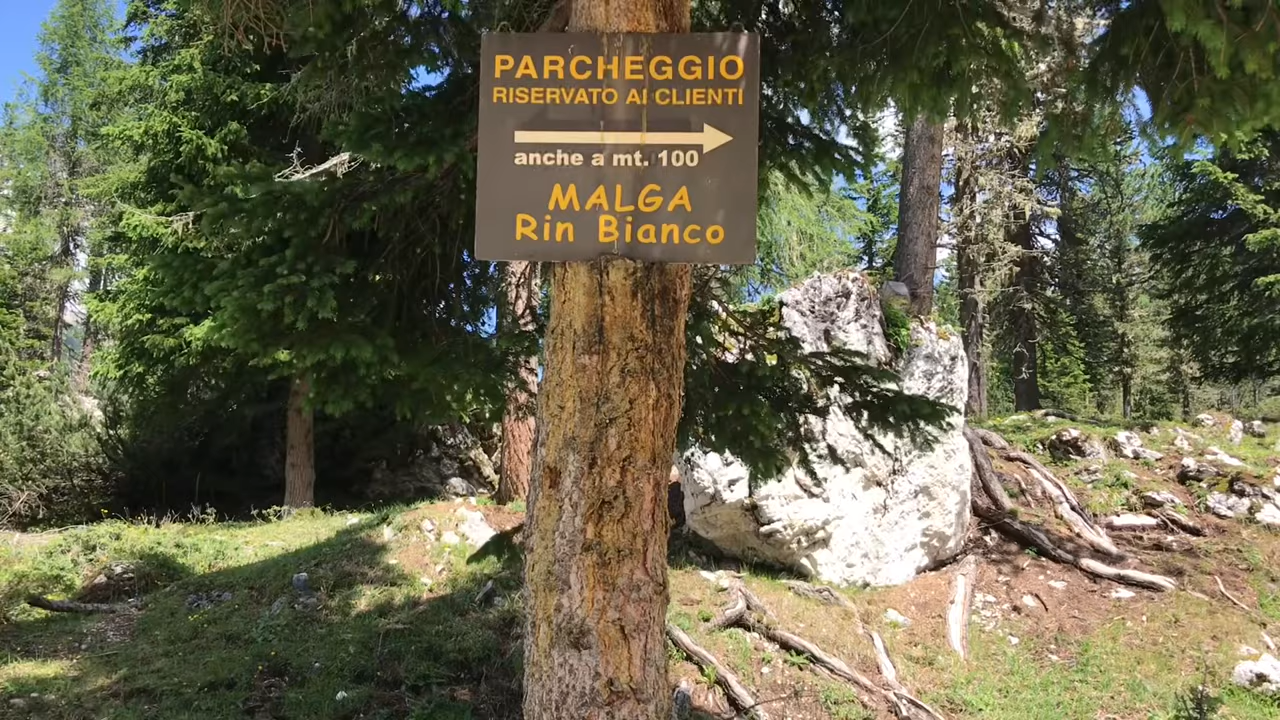 PARCHEGGIO
RISERVATO AI CLIENTI
anche a mt. 100
MALGA
Rin Bianco